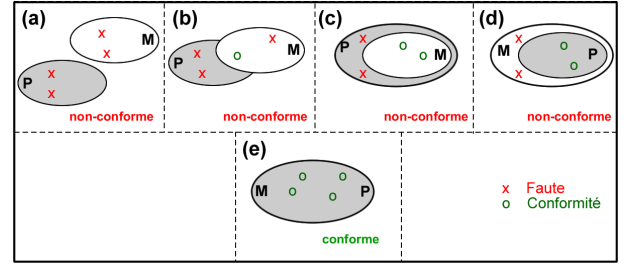 (a)
x
x
M
P
x
x
non-conforme
(b)
x
x
M
P
o
x
non-conforme
(c)
x
P
o
o
M
x
non-conforme
(d)
x
M
o
P
o
x
non-conforme
(e)
o
o
M
o
o
P
conforme
x Faute
o Conformité